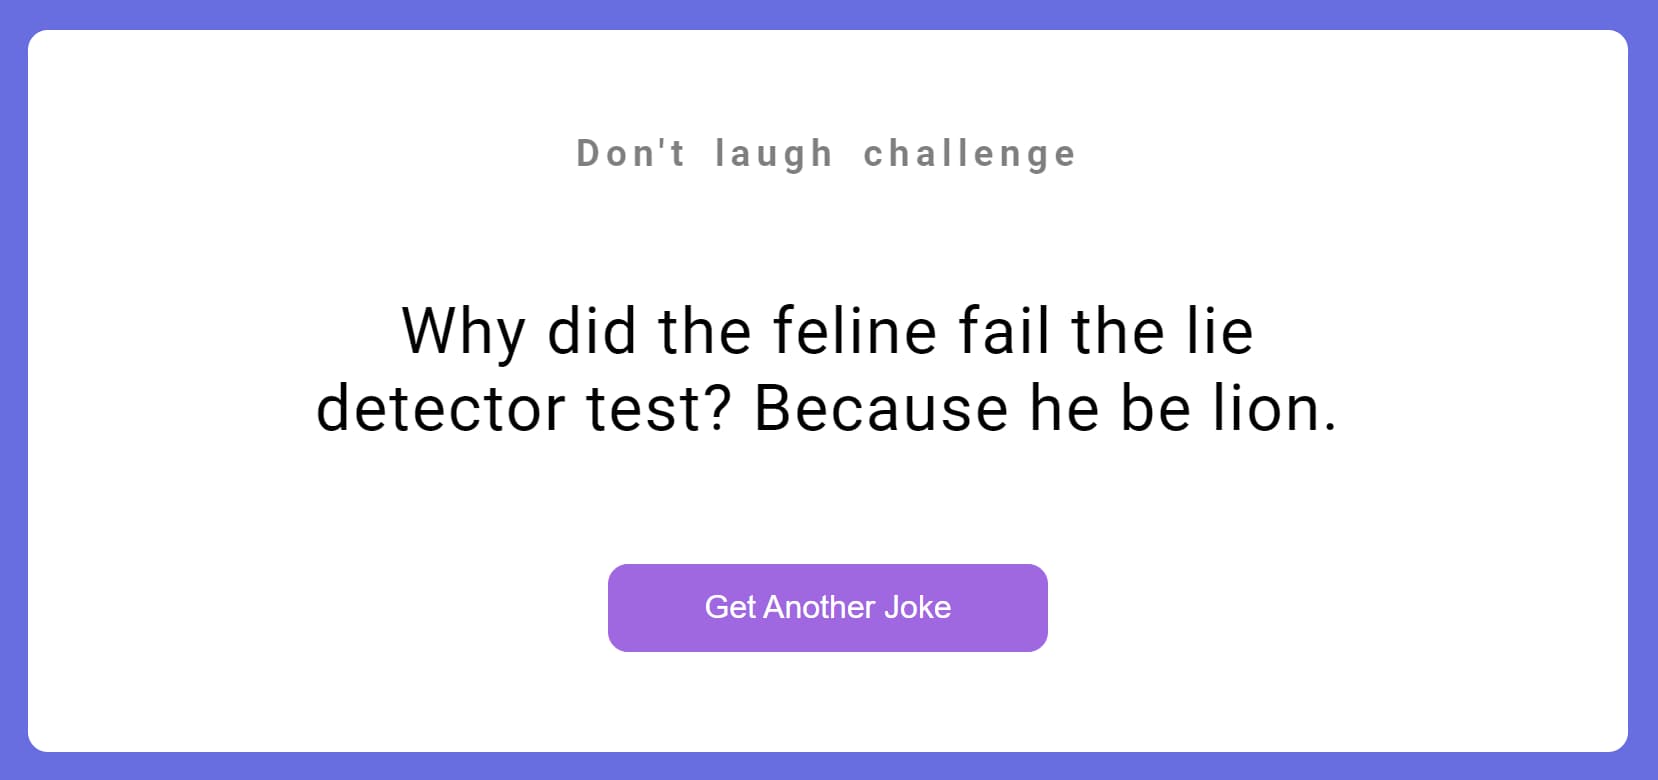 Don't laugh challenge
Why did the feline fail the lie
detector test? Because he be lion.
Get Another Joke